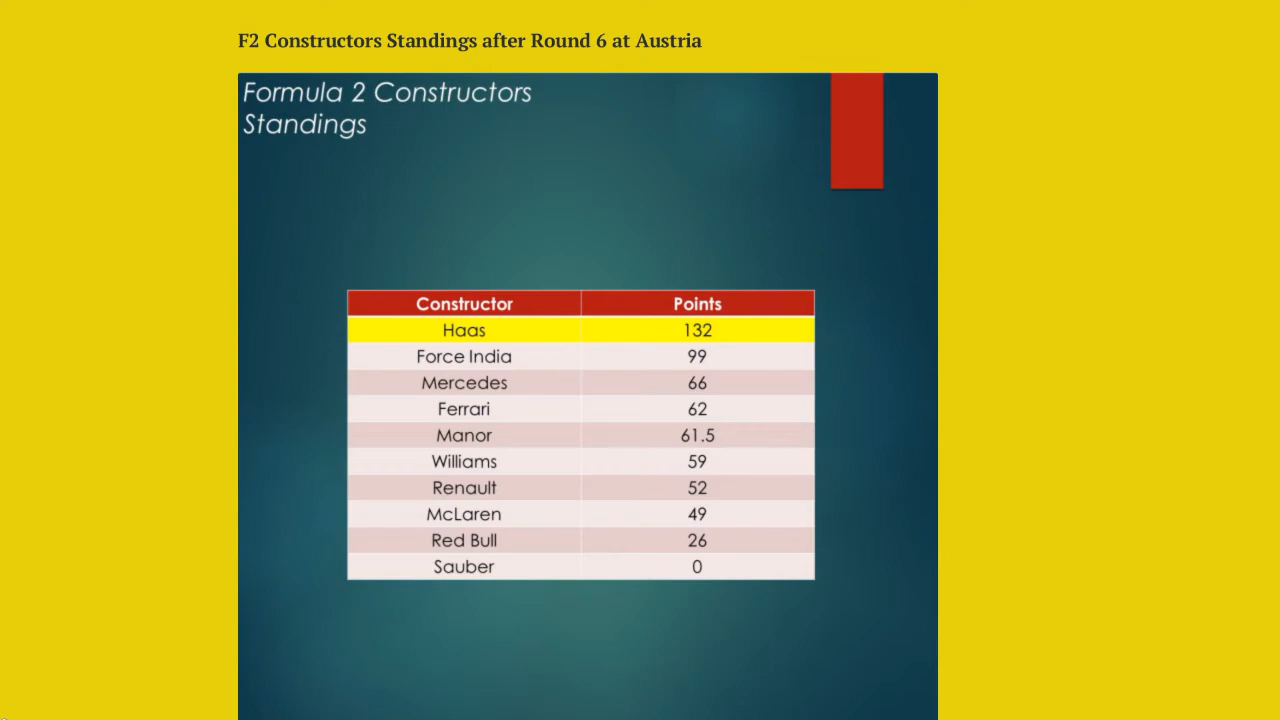 F2 Constructors Standings after Round 6 at Austria
Formula 2 Constructors
Standings
Constructor Points
Haas 132
Force India 99
Mercedes 66
Ferrari 62
Manor 61.5
Williams 59
Renault 52
McLaren 49
Red Bull 26
Sauber 0